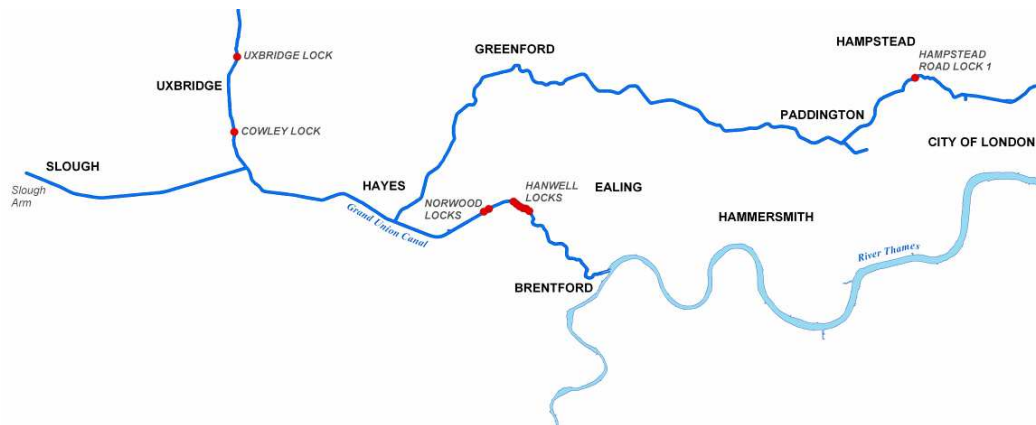 HAMPSTEAD
GREENFORD
HAMPSTEAD
ROAD LOCK 1
UXBRIDGE LOCK
UXBRIDGE
PADDINGTON
COWLEY LOCK
CITY OF LONDON
SLOUGH
Slough
Arm
HAYES
HANWELL
LOCKS
EALING
NORWOOD
LOCKS
Grand Union Canal
HAMMERSMITH
River Thames
BRENTFORD